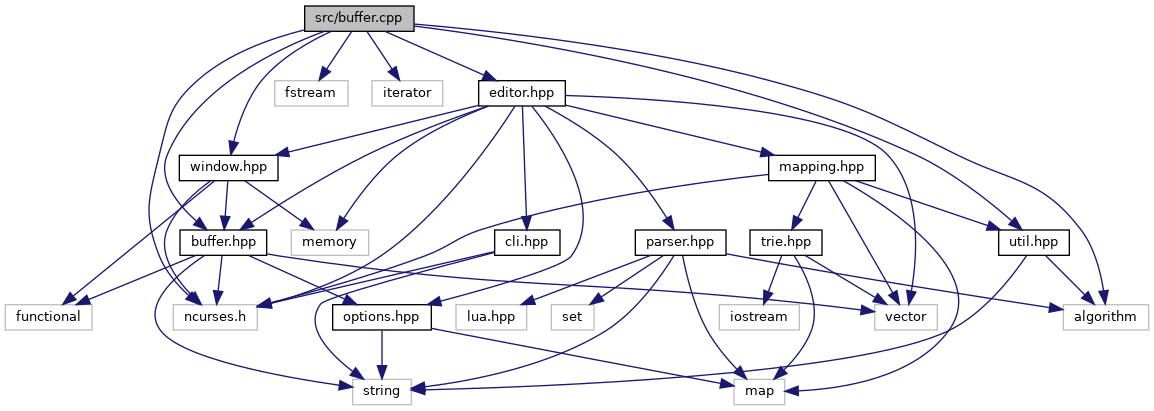 src/buffer.cpp
fstream
iterator
editor.hpp
window.hpp
mapping.hpp
buffer.hpp
memory
cli.hpp
parser.hpp
trie.hpp
util.hpp
functional
ncurses.h
options.hpp
lua.hpp
set
iostream
vector
algorithm
string
map